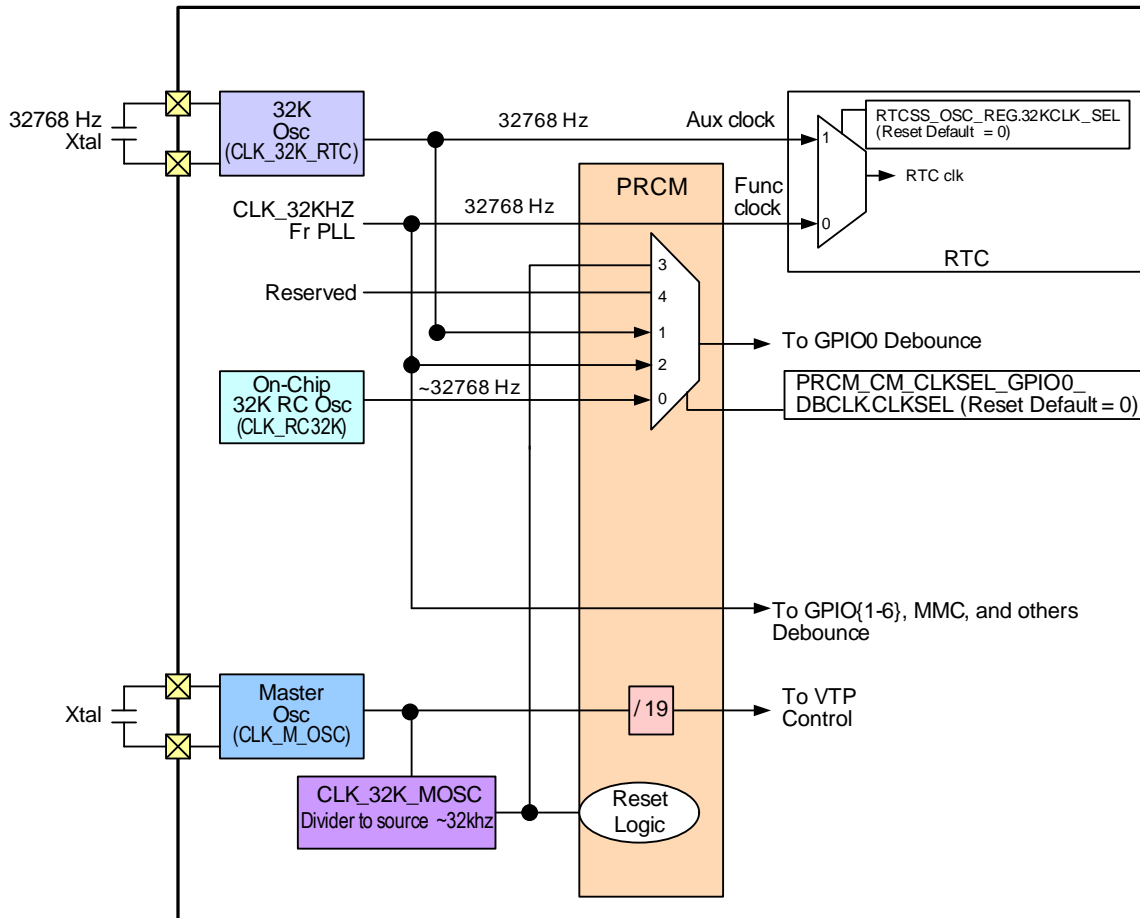 32768 Hz
Xtal
32K
Osc
(CLK_32K_RTC)
32768 Hz
Aux clock
1
RTCSS_OSC_REG.32KCLK_SEL
(Reset Default = 0)
RTC clk
0
RTC
CLK_32KHZ
Fr PLL
32768 Hz
PRCM
Func
clock
3
4
1
2
0
Reserved
To GPIO0 Debounce
On-Chip
32K RC Osc
(CLK_RC32K)
~32768 Hz
PRCM_CM_CLKSEL_GPIO0_
DBCLK.CLKSEL (Reset Default = 0)
To GPIO{1-6}, MMC, and others
Debounce
Xtal
Master
Osc
(CLK_M_OSC)
/ 19
To VTP
Control
CLK_32K_MOSC
Divider to source ~32khz
Reset
Logic